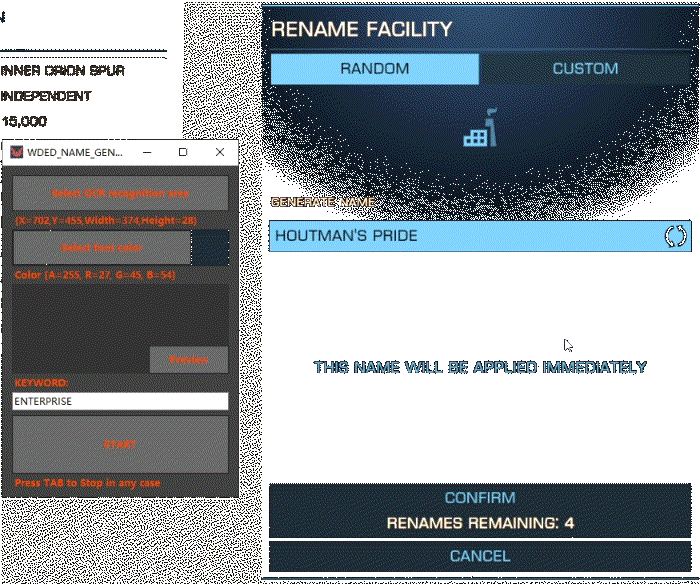 N
INNER ORION SPUR
INDEPENDENT
15,000
WDED_NAME_GEN...
Select OCR recognition area
{X=702,Y=455,Width=374,Height=28}
Select font color
Color [A=255, R=27, G=45, B=54]
Preview
KEYWORD:
ENTERPRISE
START
Press TAB to Stop in any case
RENAME FACILITY
RANDOM
CUSTOM
GENERATE NAME
HOUTMAN'S PRIDE
THIS NAME WILL BE APPLIED IMMEDIATELY
CONFIRM
RENAMES REMAINING: 4
CANCEL